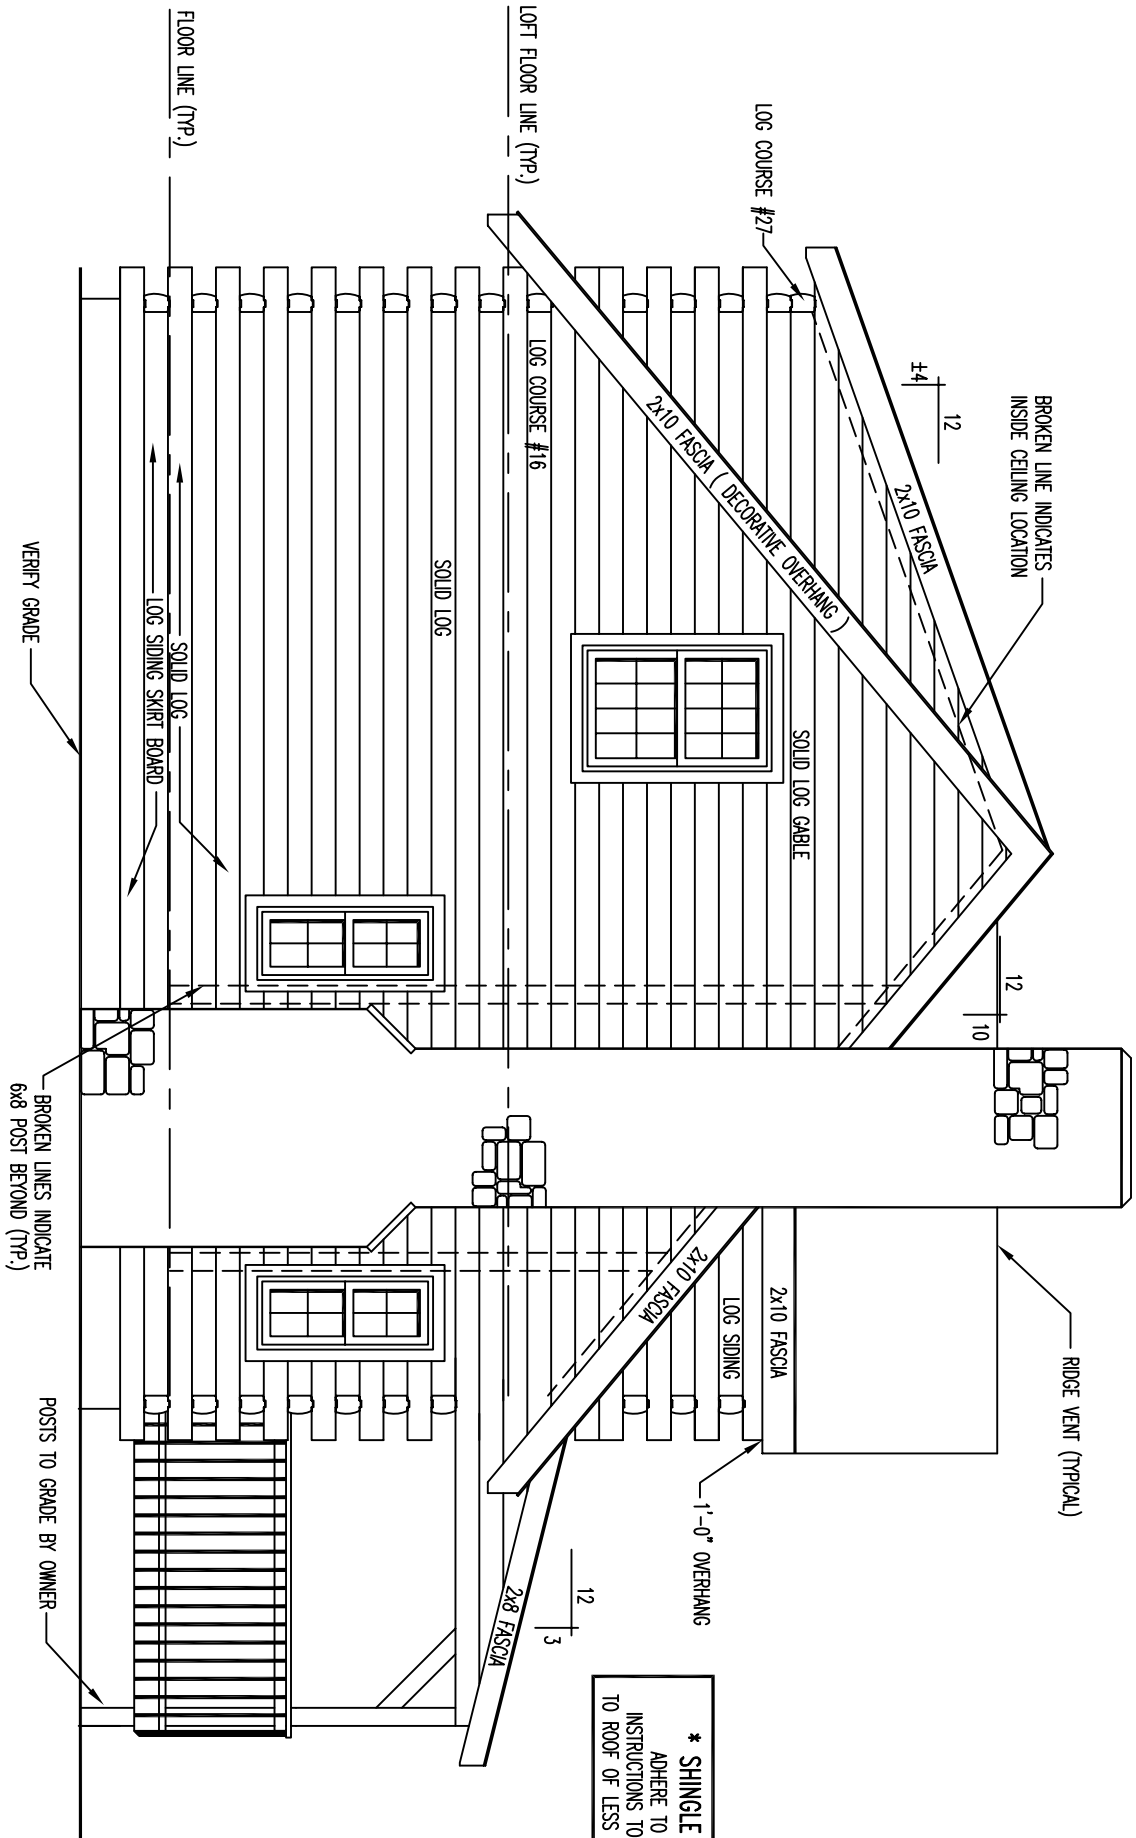 RIDGE VENT (TYPICAL)
BROKEN LINE INDICATES
INSIDE CEILING LOCATION
12
10
12
±4
2x10 FASCIA
LOG COURSE #27
SOLID LOG GABLE
2x10 FASCIA ( DECORATIVE OVERHANG )
2x10 FASCIA
LOG SIDING
2x10 FASCIA
1'-0" OVERHANG
* SHINGLE
ADHERE TO
INSTRUCTIONS TO
TO ROOF OF LESS
12
3
2x8 FASCIA
LOFT FLOOR LINE (TYP.)
LOG COURSE #16
SOLID LOG
FLOOR LINE (TYP.)
SOLID LOG
LOG SIDING SKIRT BOARD
VERIFY GRADE
BROKEN LINES INDICATE
6x8 POST BEYOND (TYP.)
POSTS TO GRADE BY OWNER